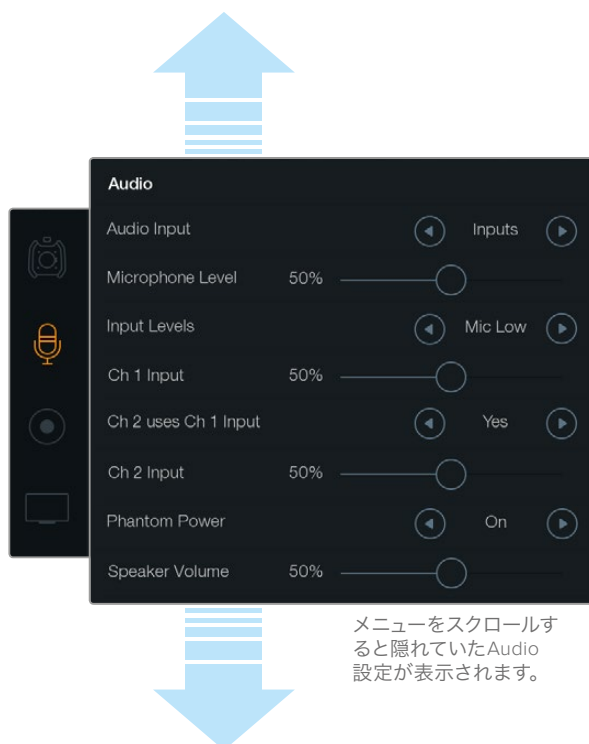 Audio
Audio Input Inputs
Microphone Level 50%
Input Levels Mic Low
Ch 1 Input 50%
Ch 2 uses Ch 1 Input Yes
Ch 2 Input 50%
Phantom Power On
Speaker Volume 50%
メニューをスクロールす
ると隠れていたAudio
設定が表示されます。